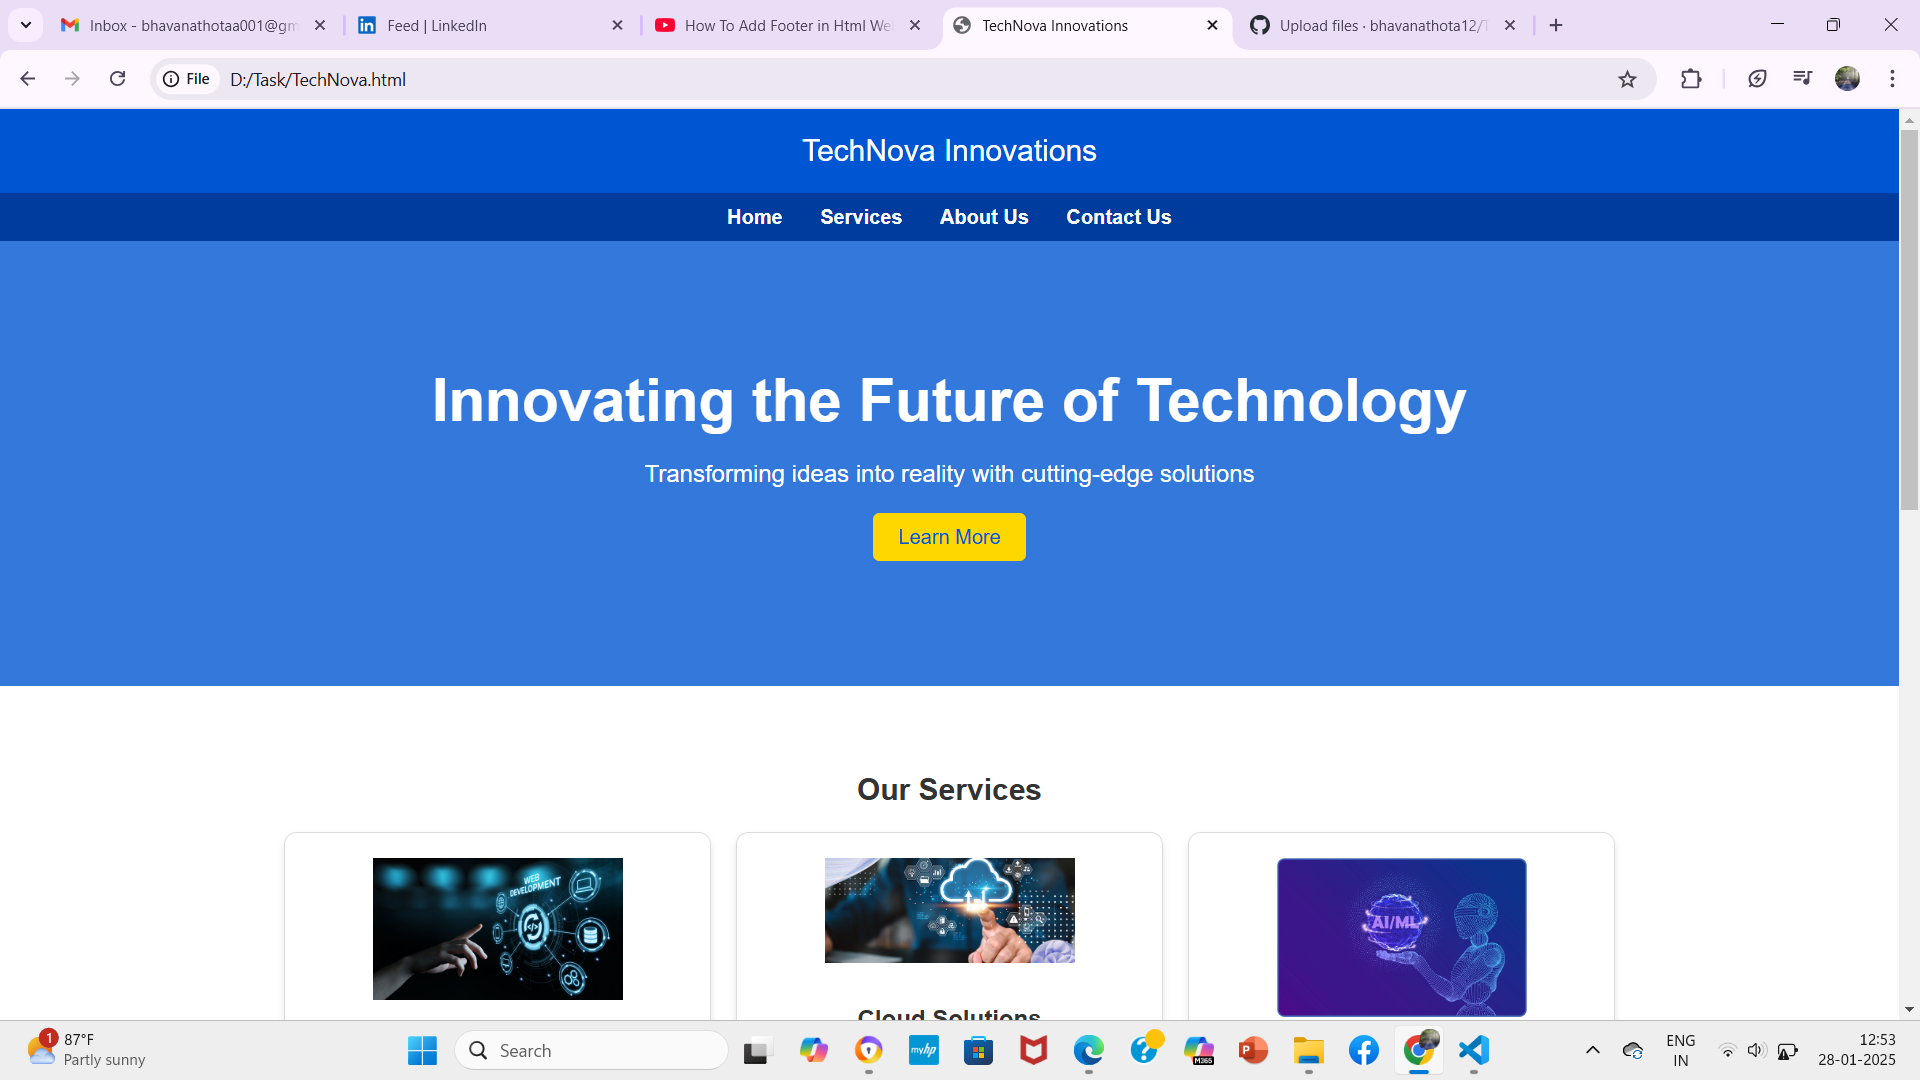 Inbox - bhavanathotaa001@gm
Feed | LinkedIn
How To Add Footer in Html We
TechNova Innovations
Upload files · bhavanathota12/
File
D:/Task/TechNova.html
TechNova Innovations
Home Services About Us Contact Us
Innovating the Future of Technology
Transforming ideas into reality with cutting-edge solutions
Learn More
Our Services
WEB DEVELOPMENT
AI/ML
Cloud Solutions
1
87°F
Partly sunny
Search
myhp
M365
P
ENG
IN
12:53
28-01-2025